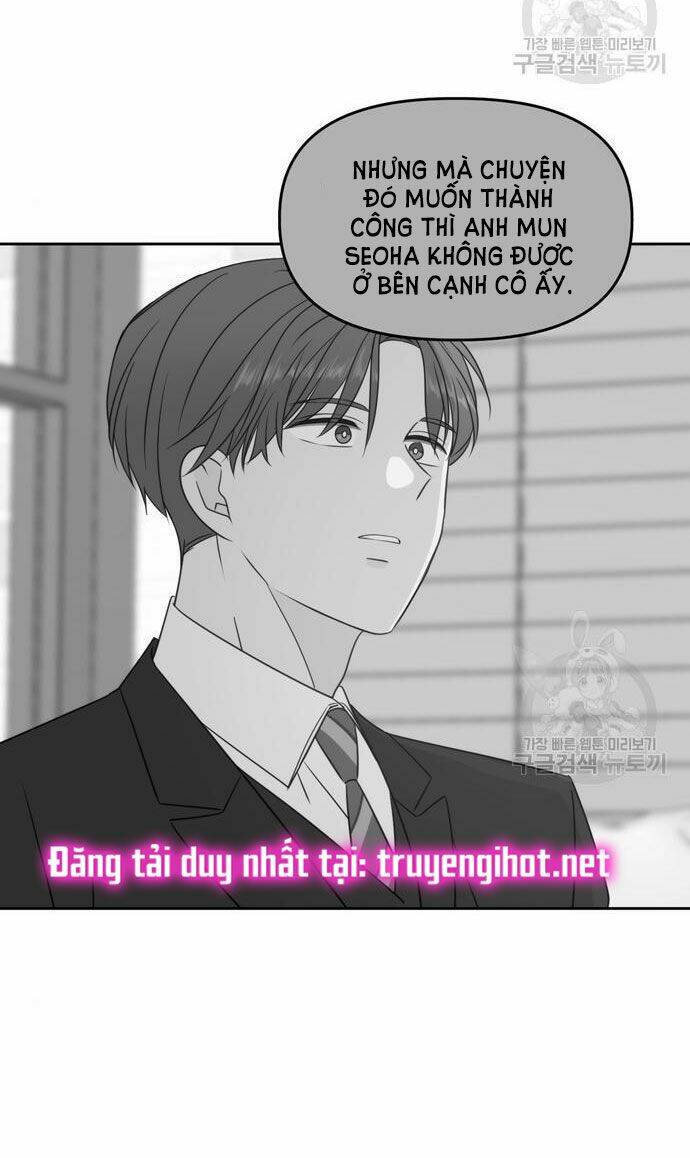 가장 빠른 웹툰 미리보기
구글검색 뉴토끼
NHƯNG MÀ CHUYỆN
ĐÓ MUỐN THÀNH
CÔNG THÌ ANH MUN
SEOHA KHÔNG ĐƯỢC
Ở BÊN CẠNH CÔ ẤY.
가장 빠른 웹툰 미리보기
구글검색 뉴토끼
Đăng tải duy nhất tại: truyengihot.net